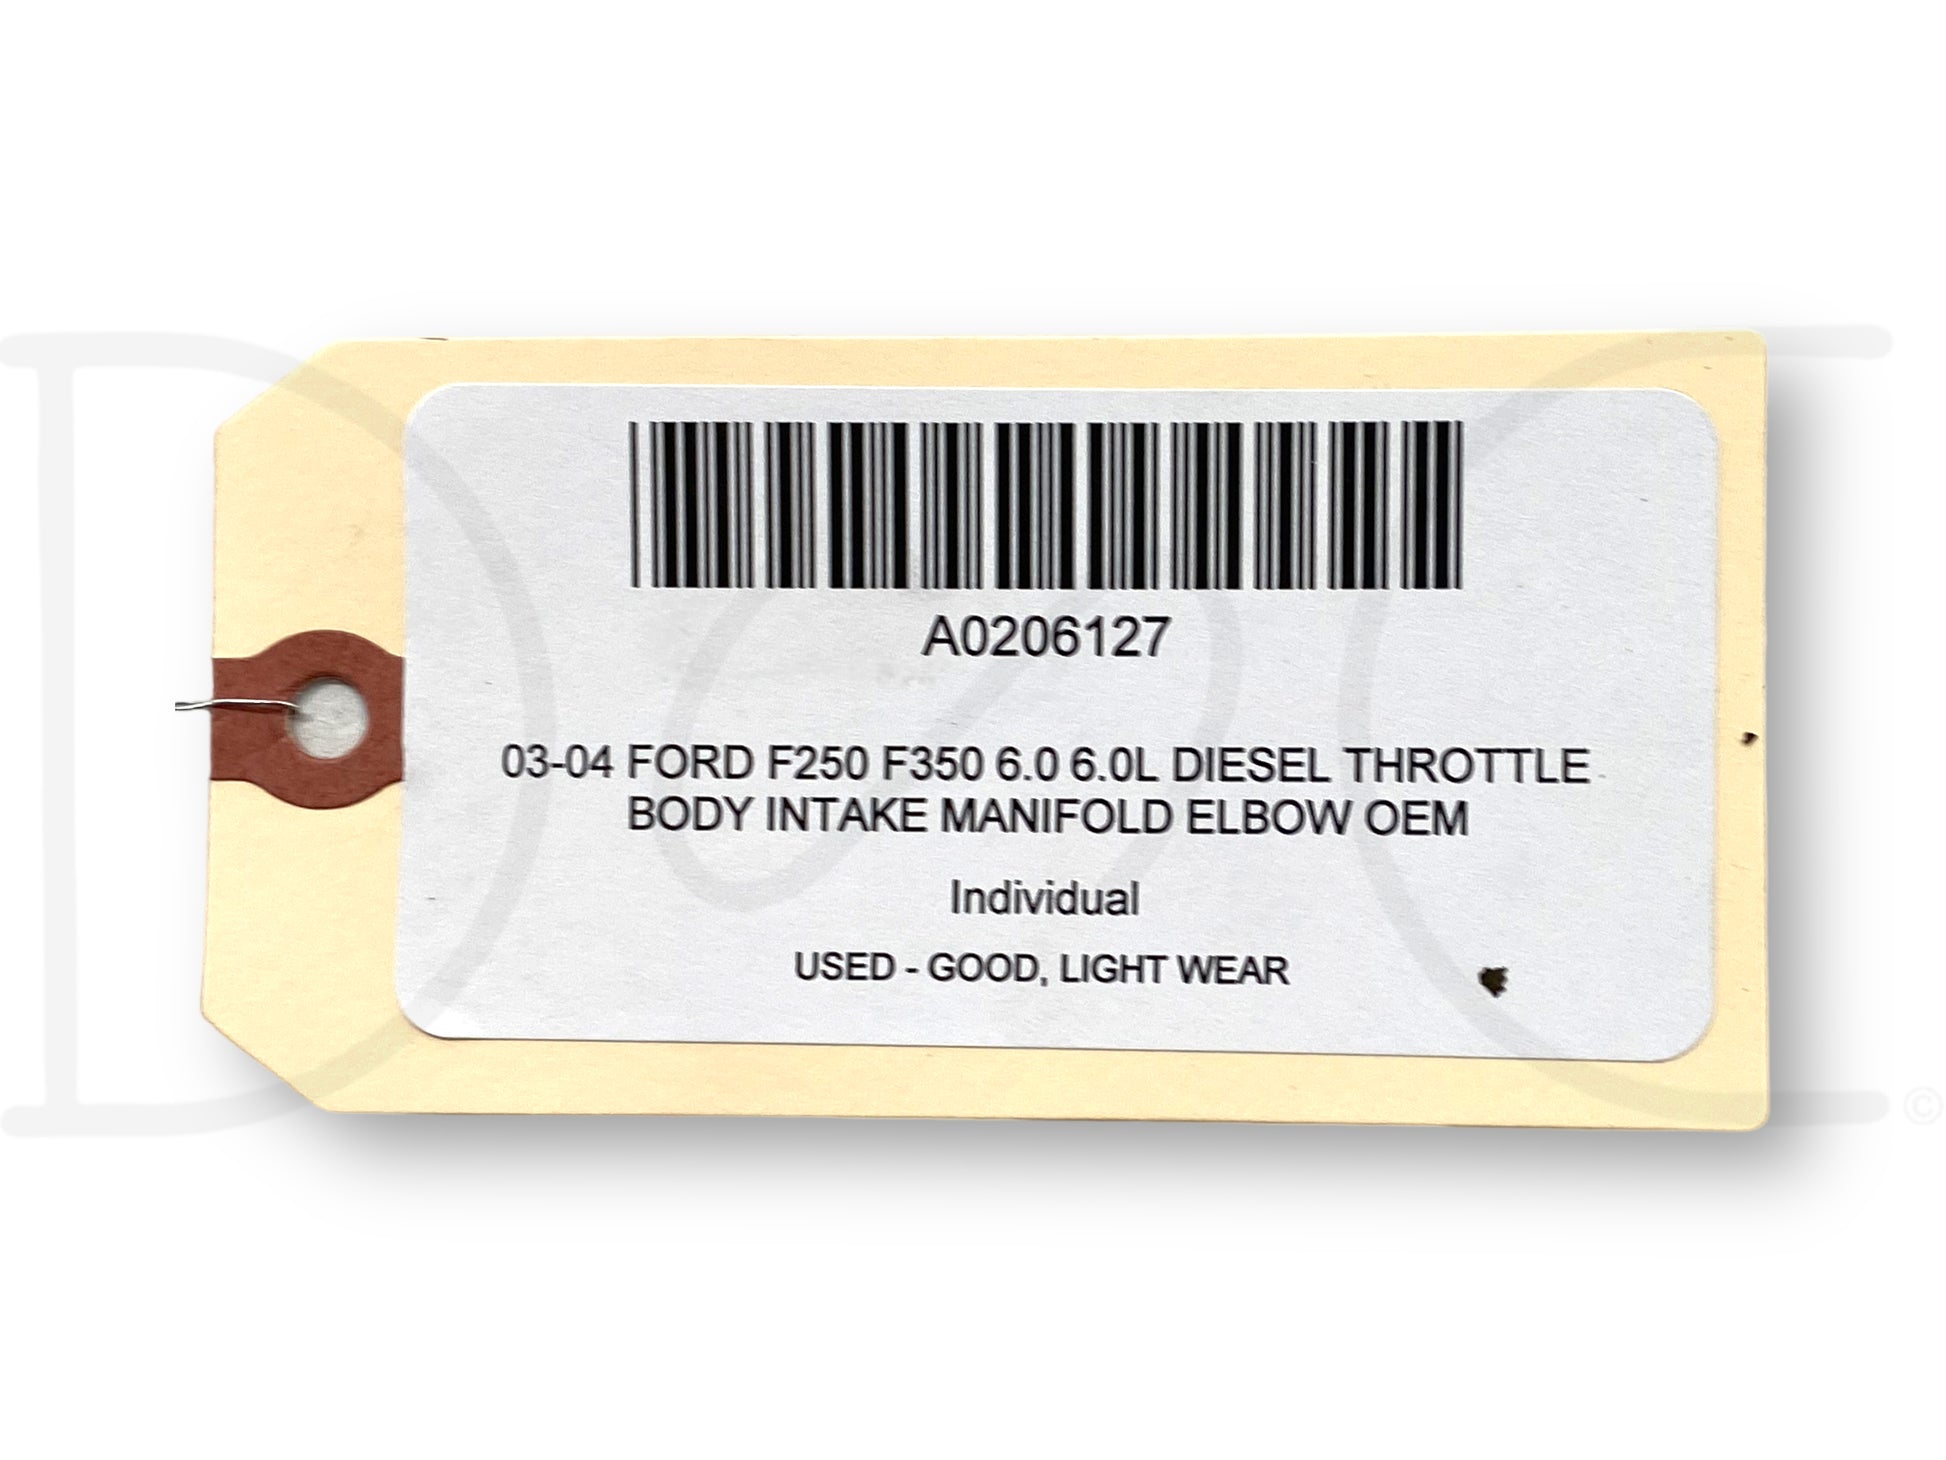 A0206127
03-04 FORD F250 F350 6.0 6.0L DIESEL THROTTLE
BODY INTAKE MANIFOLD ELBOW OEM
Individual
USED - GOOD, LIGHT WEAR
©